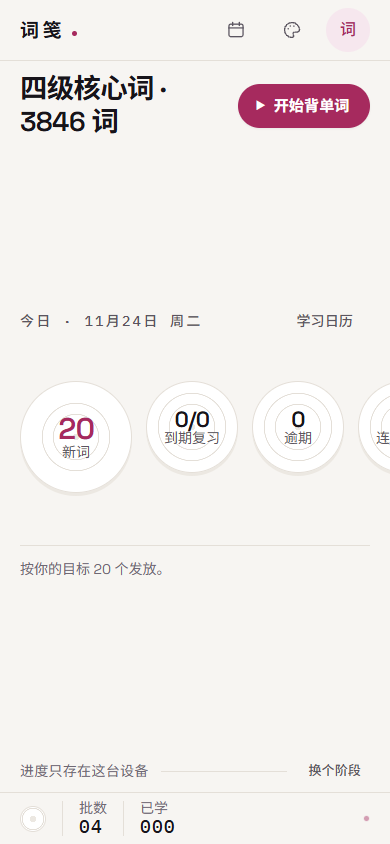 词笺
词
四级核心词 ·
3846 词
开始背单词
今日 · 11月24日 周二
学习日历
20
新词
0/0
到期复习
0
逾期
连
按你的目标 20 个发放。
进度只存在这台设备
换个阶段
批数
04
已学
000